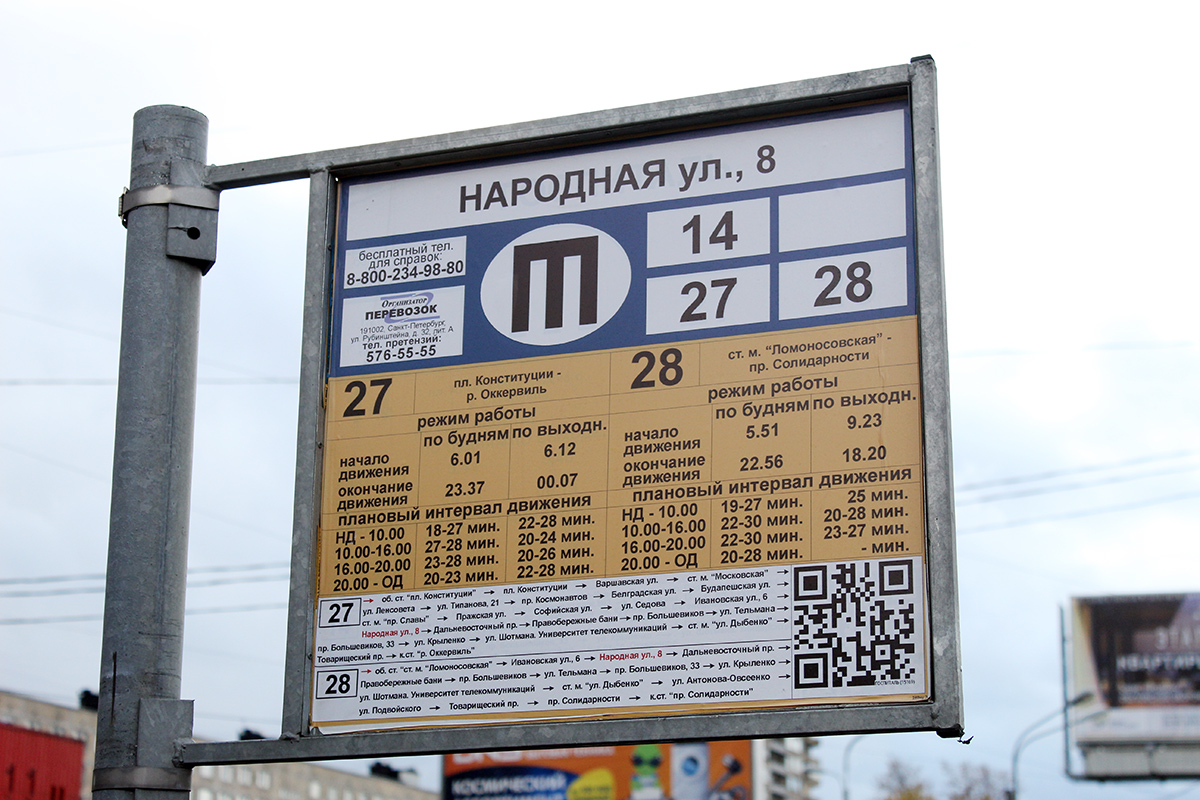 НАРОДНАЯ ул., 8
бесплатный тел.
для справок:
8-800-234-98-80
ОРГАНИЗАТОР
ПЕРЕВОЗОК
191002, Санкт-Петербург,
ул. Рубинштейна, д. 32, лит. А
тел. претензий:
576-55-55
Т
14
27
28
27
пл. Конституции -
р. Оккервиль
режим работы
по будням по выходн.
начало
движения
6.01 6.12
окончание
движения
23.37 00.07
плановый интервал движения
НД - 10.00 18-27 мин. 22-28 мин.
10.00-16.00 27-28 мин. 20-24 мин.
16.00-20.00 23-28 мин. 20-26 мин.
20.00 - ОД 20-23 мин. 22-28 мин.
28
ст. м. "Ломоносовская" -
пр. Солидарности
режим работы
по будням по выходн.
начало
движения
5.51 9.23
окончание
движения
22.56 18.20
плановый интервал движения
НД - 10.00 19-27 мин. 25 мин.
10.00-16.00 22-30 мин. 20-28 мин.
16.00-20.00 22-30 мин. 23-27 мин.
20.00 - ОД 20-28 мин. - мин.
27 → об. ст. "пл. Конституции" → пл. Конституции → Варшавская ул. → ст. м "Московская"
ул. Ленсовета → ул. Типанова, 21 → пр. Космонавтов → Белградская ул. → Будапешская ул.
ст. м. "пр. Славы" → Пражская ул. → Софийская ул. → ул. Седова → Ивановская ул., 6
Народная ул., 8 → Дальневосточный пр. → Правобережные бани → пр. Большевиков → ул. Тельмана
пр. Большевиков, 33 → ул. Крыленко → ул. Шотмана. Университет телекоммуникаций → ст. м. "ул. Дыбенко" →
Товарищеский пр. → к.ст. "р. Оккервиль"
28 → об. ст. "ст. м. "Ломоносовская" → Ивановская ул., 6 → Народная ул., 8 → Дальневосточный пр. →
Правобережные бани → пр. Большевиков → ул. Тельмана → пр. Большевиков, 33 → ул. Крыленко →
ул. Шотмана. Университет телекоммуникаций → ст. м. "ул. Дыбенко" → ул. Антонова-Овсеенко →
ул. Подвойского → Товарищеский пр. → пр. Солидарности → к.ст. "пр. Солидарности"
КОСМИЧЕСКИЙ